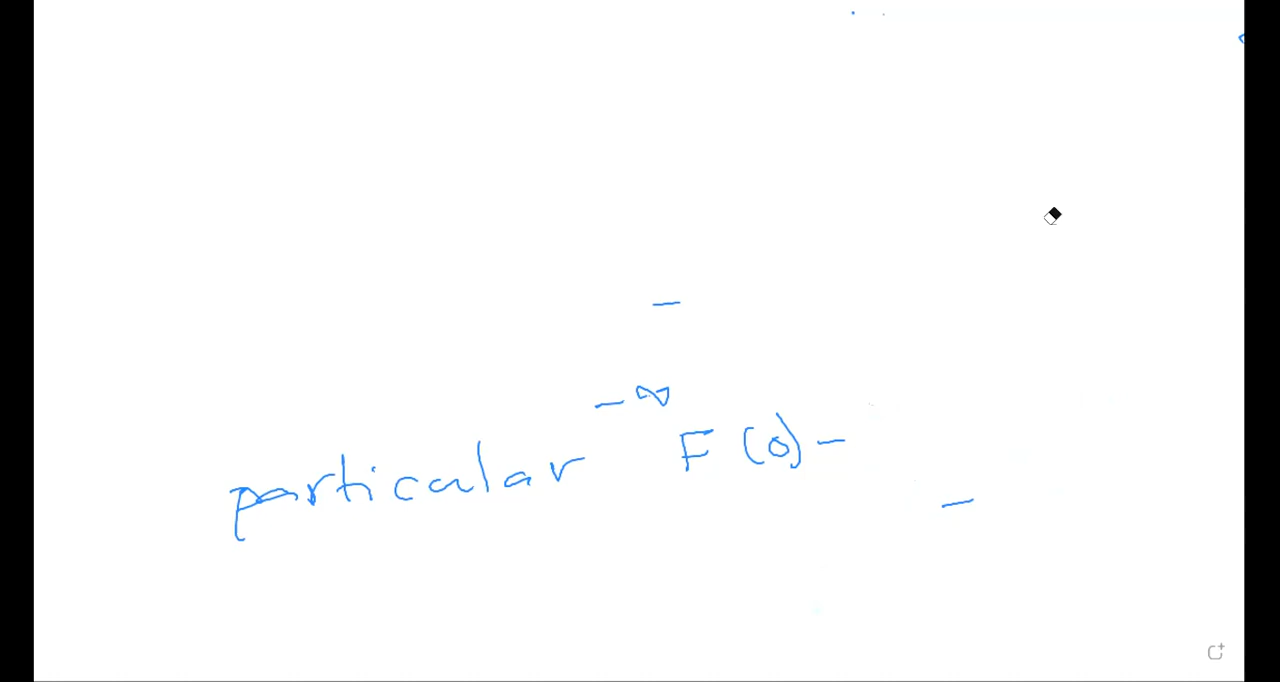 -
-∞
particular F(0)-
-